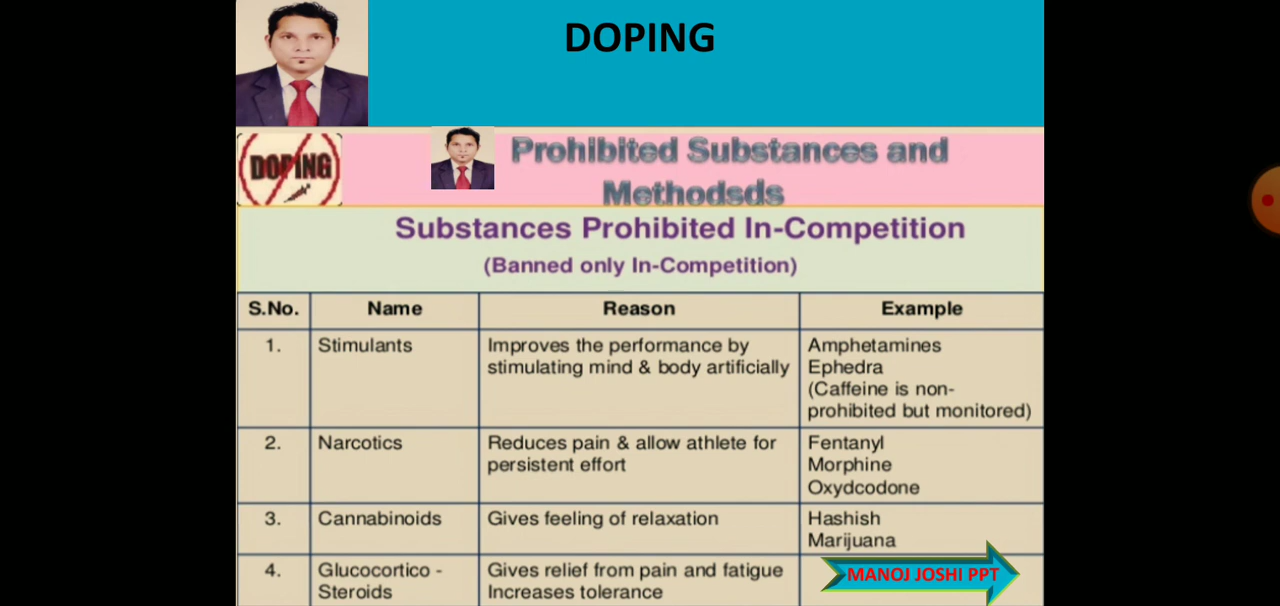 DOPING
DOPING
Prohibited Substances and
Methodsds
Substances Prohibited In-Competition
(Banned only In-Competition)
S.No. Name Reason Example
1. Stimulants Improves the performance by Amphetamines
stimulating mind & body artificially Ephedra
(Caffeine is non-
prohibited but monitored)
2. Narcotics Reduces pain & allow athlete for Fentanyl
persistent effort Morphine
Oxydcodone
3. Cannabinoids Gives feeling of relaxation Hashish
Marijuana
4. Glucocortico - Gives relief from pain and fatigue
Steroids Increases tolerance
MANOJ JOSHI PPT